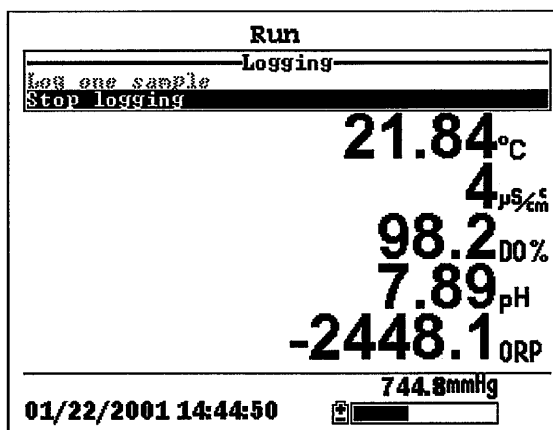 Run
Logging
Log one sample
Stop logging
21.84°C
4µS/cm c
98.2DO%
7.89pH
-2448.1ORP
744.8mmHg
01/22/2001 14:44:50